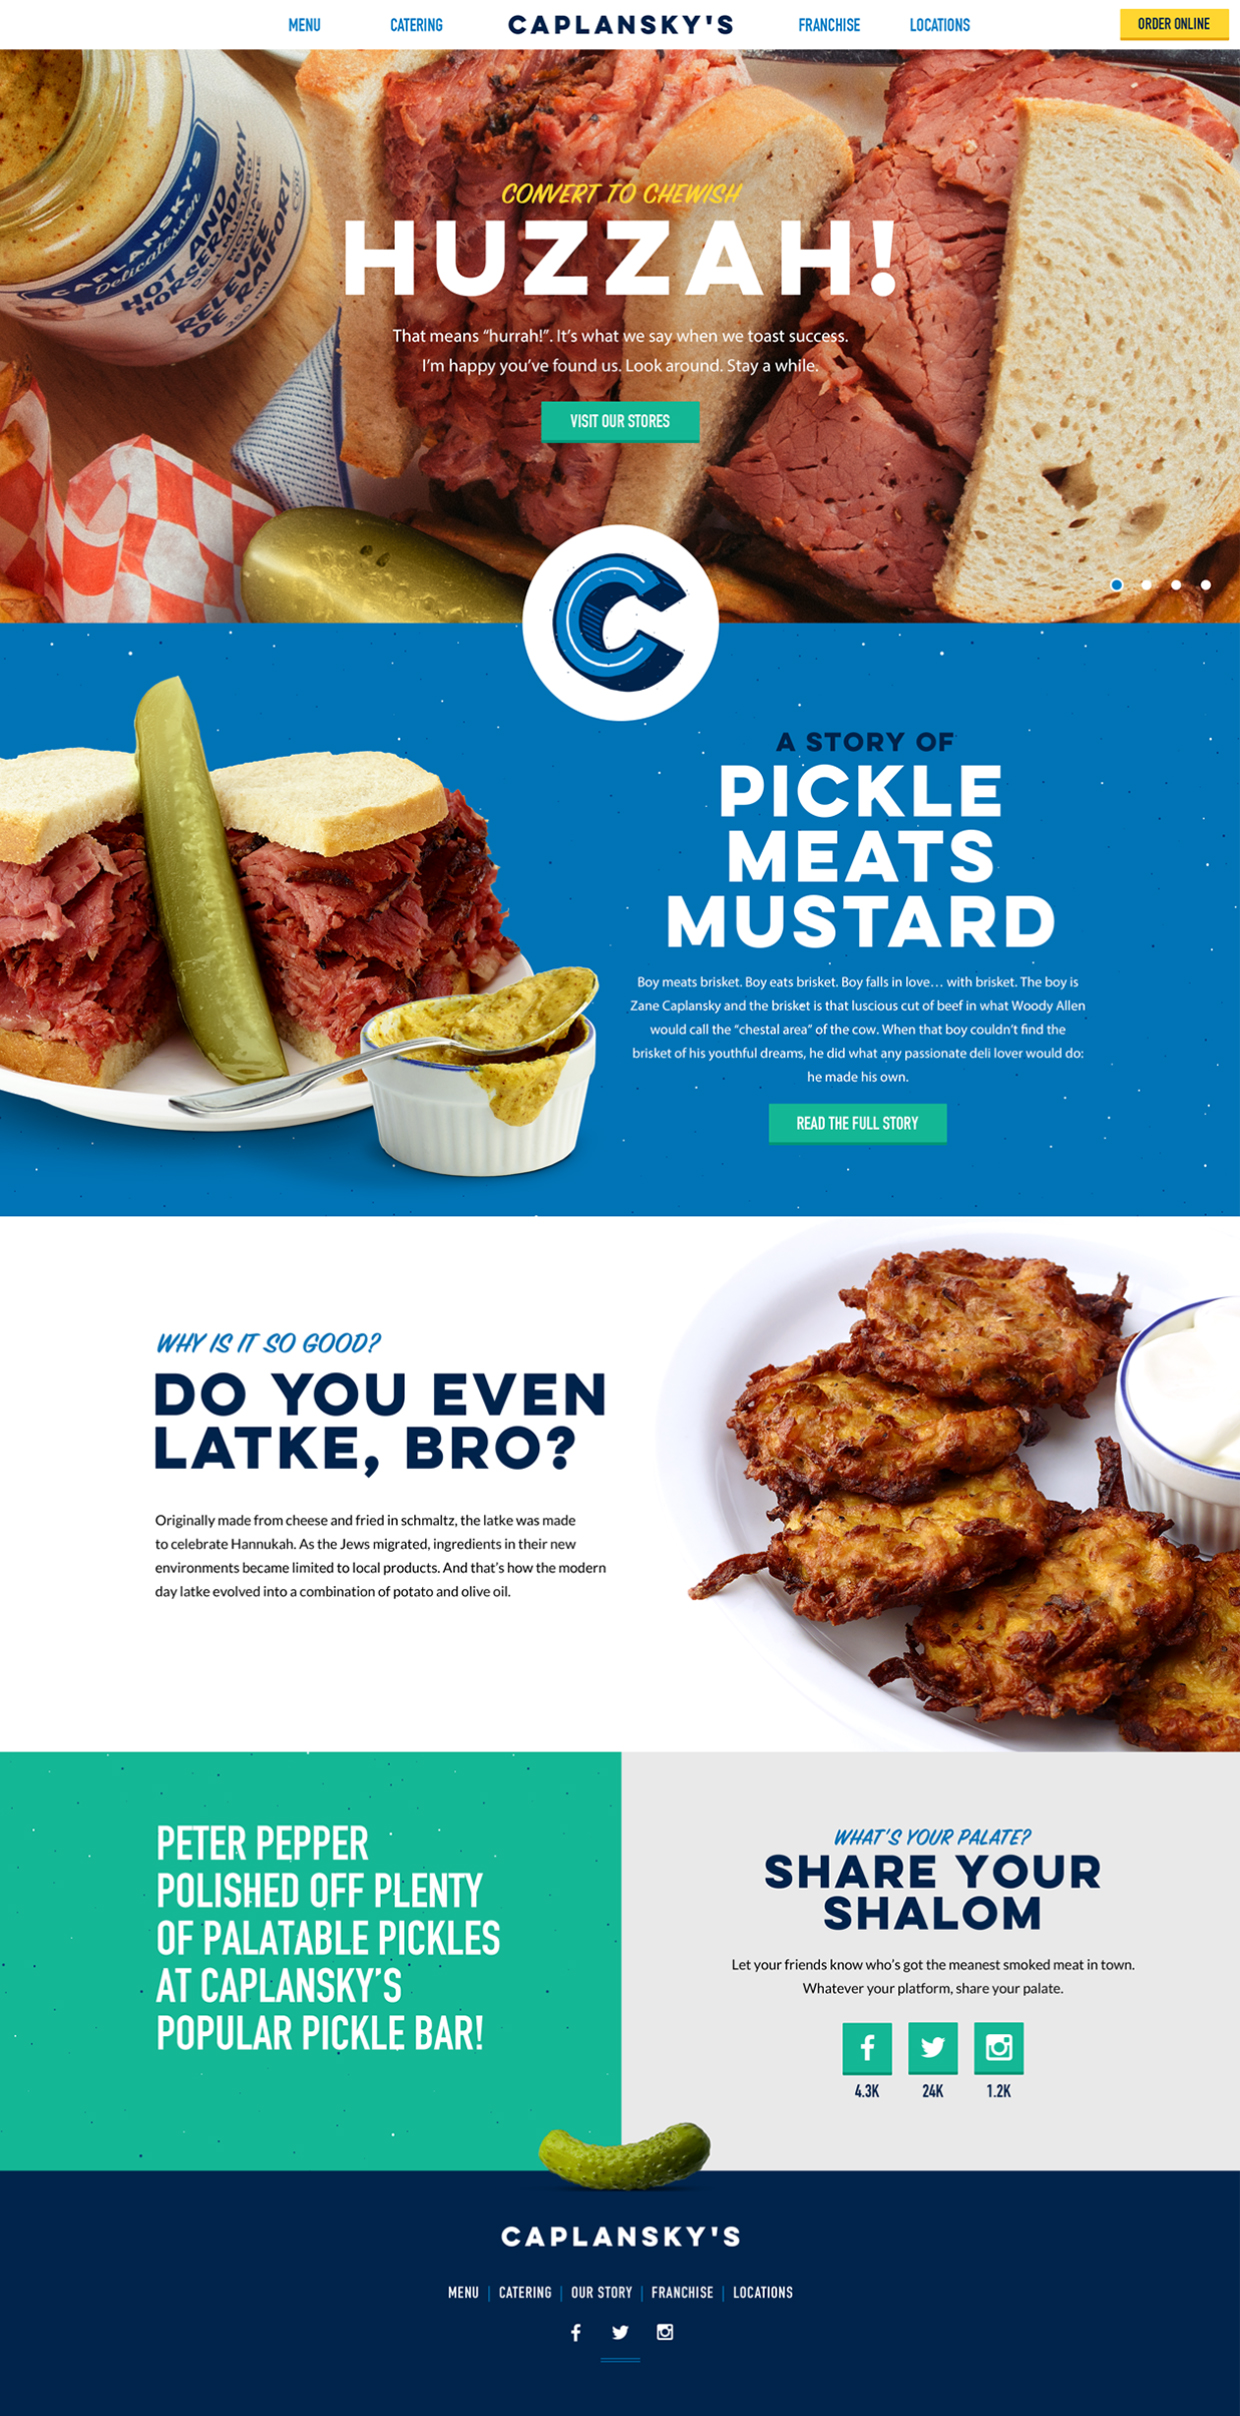 MENU
CATERING
CAPLANSKY'S
FRANCHISE
LOCATIONS
ORDER ONLINE
CAPLANSKY'S
Delicatessen
HOT AND
HORSERADISHY
DELI MUSTARD
RELEVÉE
DE RAIFORT
250 ml
CONVERT TO CHEWISH
HUZZAH!
That means “hurrah!”. It’s what we say when we toast success.
I’m happy you’ve found us. Look around. Stay a while.
VISIT OUR STORES
C
A STORY OF
PICKLE
MEATS
MUSTARD
Boy meats brisket. Boy eats brisket. Boy falls in love… with brisket. The boy is
Zane Caplansky and the brisket is that luscious cut of beef in what Woody Allen
would call the “chestal area” of the cow. When that boy couldn’t find the
brisket of his youthful dreams, he did what any passionate deli lover would do:
he made his own.
READ THE FULL STORY
WHY IS IT SO GOOD?
DO YOU EVEN
LATKE, BRO?
Originally made from cheese and fried in schmaltz, the latke was made
to celebrate Hannukah. As the Jews migrated, ingredients in their new
environments became limited to local products. And that’s how the modern
day latke evolved into a combination of potato and olive oil.
PETER PEPPER
POLISHED OFF PLENTY
OF PALATABLE PICKLES
AT CAPLANSKY’S
POPULAR PICKLE BAR!
WHAT’S YOUR PALATE?
SHARE YOUR
SHALOM
Let your friends know who’s got the meanest smoked meat in town.
Whatever your platform, share your palate.
4.3K
24K
1.2K
CAPLANSKY'S
MENU | CATERING | OUR STORY | FRANCHISE | LOCATIONS